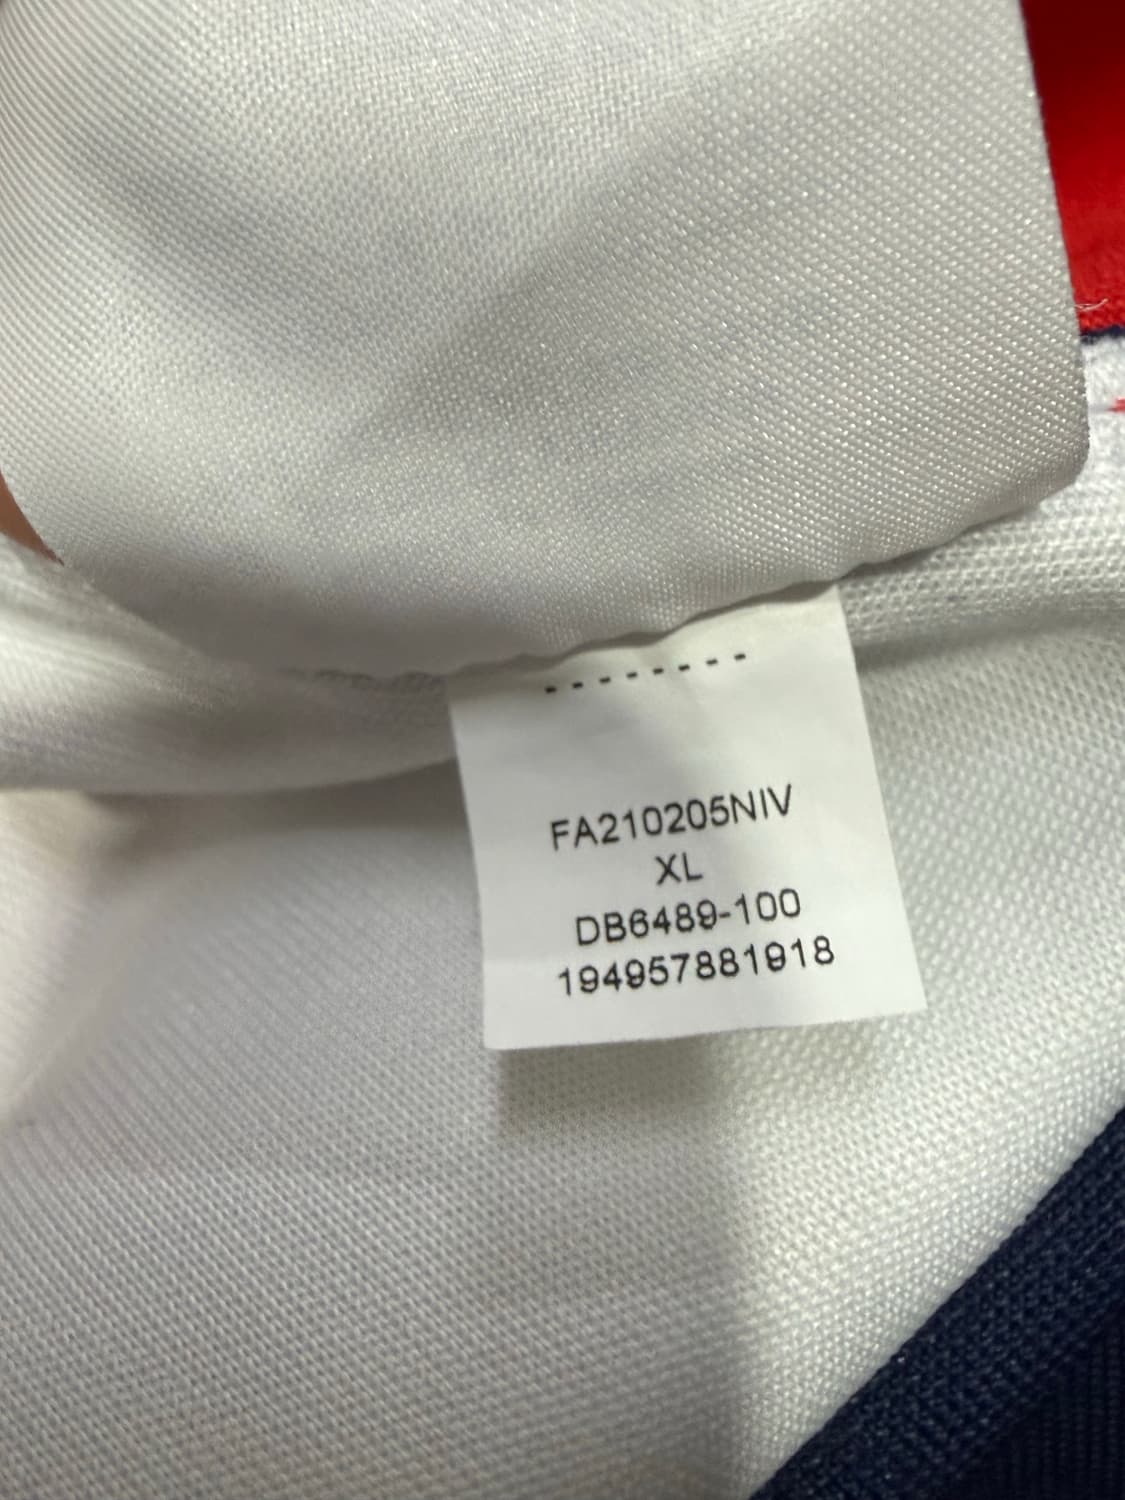 --------
FA210205NIV
XL
DB6489-100
194957881918